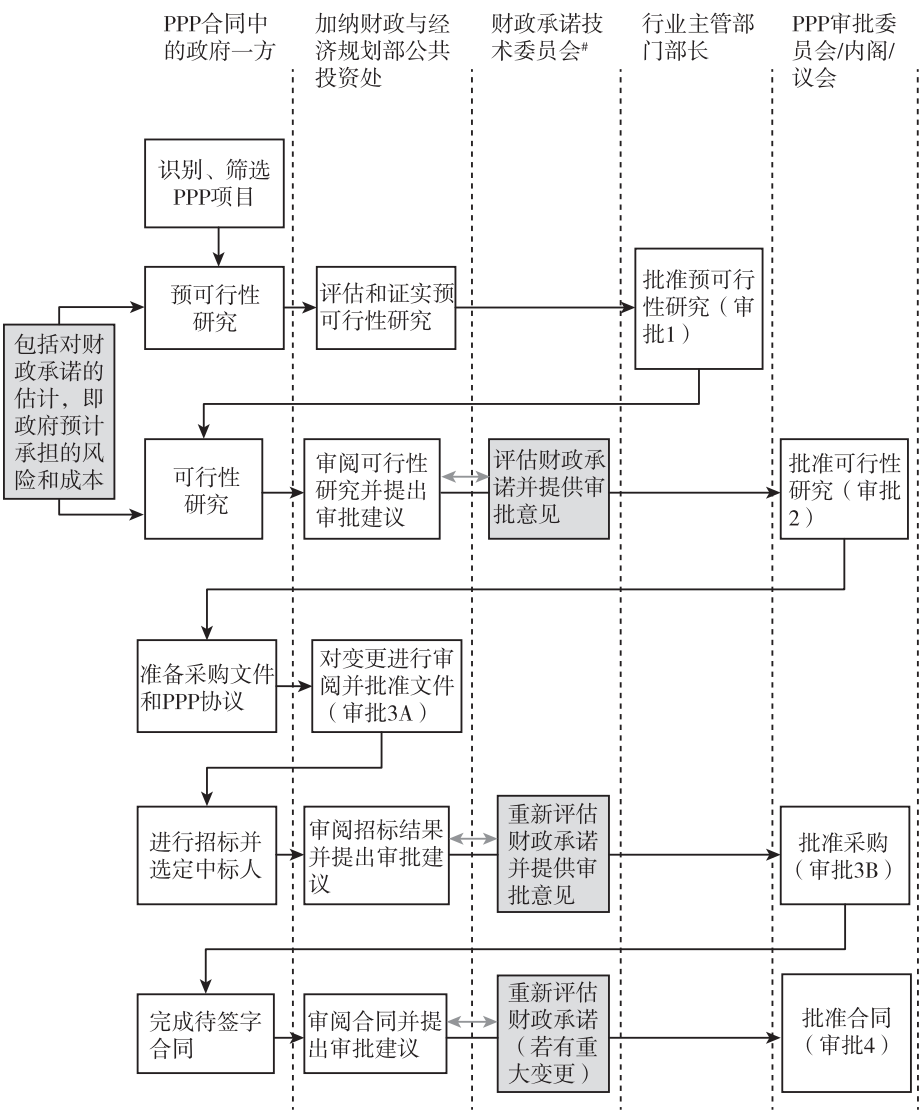 PPP合同中
的政府一方
加纳财政与经
济规划部公共
投资处
财政承诺技
术委员会#
行业主管部
门部长
PPP审批委
员会/内阁/
议会
识别、筛选
PPP项目
预可行性
研究
评估和证实预
可行性研究
批准预可行
性研究（审
批1）
包括对财
政承诺的
估计，即
政府预计
承担的风
险和成本
可行性
研究
审阅可行性
研究并提出
审批建议
评估财政承
诺并提供审
批意见
批准可行性
研究（审批
2）
准备采购文件
和PPP协议
对变更进行审
阅并批准文件
（审批3A）
进行招标并
选定中标人
审阅招标结果
并提出审批建
议
重新评估
财政承诺
并提供审
批意见
批准采购
（审批3B）
完成待签字
合同
审阅合同并提
出审批建议
重新评估
财政承诺
（若有重
大变更）
批准合同
（审批4）